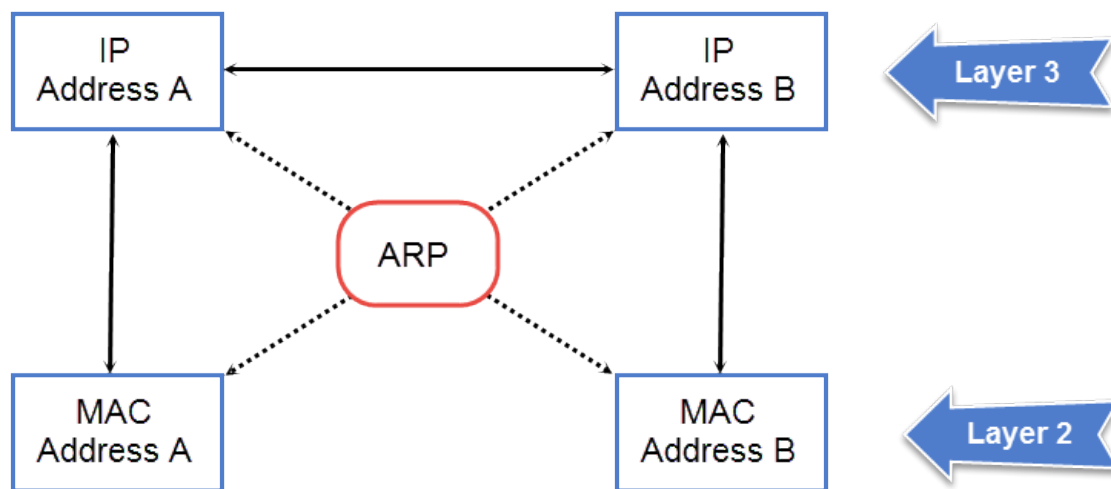 IP
Address A
IP
Address B
Layer 3
ARP
MAC
Address A
MAC
Address B
Layer 2